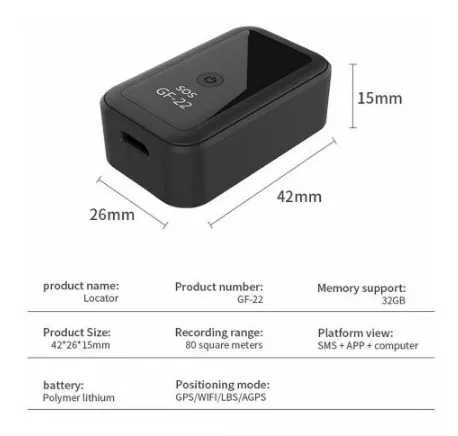 SOS
GF-22
15mm
42mm
26mm
product name:
Locator
Product number:
GF-22
Memory support:
32GB
Product Size:
42*26*15mm
Recording range:
80 square meters
Platform view:
SMS + APP + computer
battery:
Polymer lithium
Positioning mode:
GPS/WIFI/LBS/AGPS